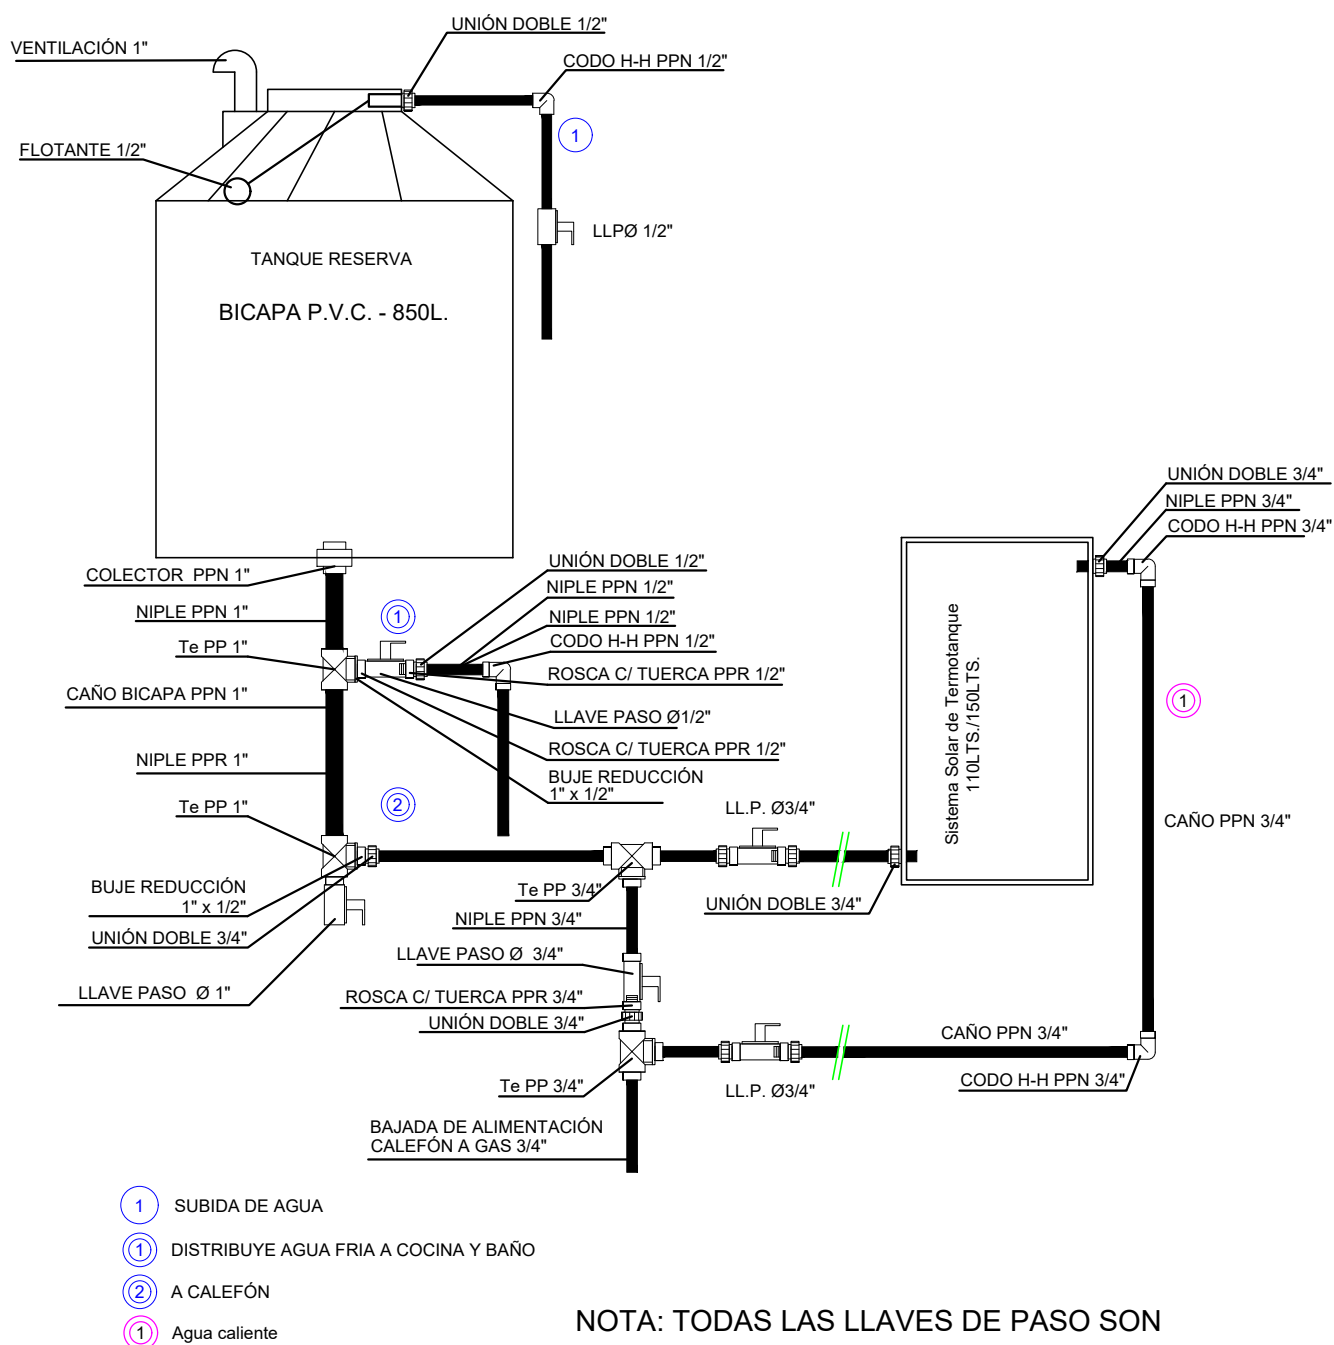 UNIÓN DOBLE 1/2"
VENTILACIÓN 1"
CODO H-H PPN 1/2"
1
FLOTANTE 1/2"
LLPØ 1/2"
TANQUE RESERVA
BICAPA P.V.C. - 850L.
UNIÓN DOBLE 3/4"
NIPLE PPN 3/4"
CODO H-H PPN 3/4"
COLECTOR PPN 1"
NIPLE PPN 1"
Te PP 1"
CAÑO BICAPA PPN 1"
NIPLE PPR 1"
Te PP 1"
BUJE REDUCCIÓN
1" x 1/2"
UNIÓN DOBLE 3/4"
LLAVE PASO Ø 1"
1
UNIÓN DOBLE 1/2"
NIPLE PPN 1/2"
NIPLE PPN 1/2"
CODO H-H PPN 1/2"
ROSCA C/ TUERCA PPR 1/2"
LLAVE PASO Ø1/2"
ROSCA C/ TUERCA PPR 1/2"
BUJE REDUCCIÓN
1" x 1/2"
2
LL.P. Ø3/4"
Sistema Solar de Termotanque
110LTS./150LTS.
1
CAÑO PPN 3/4"
Te PP 3/4"
UNIÓN DOBLE 3/4"
NIPLE PPN 3/4"
LLAVE PASO Ø 3/4"
ROSCA C/ TUERCA PPR 3/4"
UNIÓN DOBLE 3/4"
Te PP 3/4"
CAÑO PPN 3/4"
LL.P. Ø3/4"
CODO H-H PPN 3/4"
BAJADA DE ALIMENTACIÓN
CALEFÓN A GAS 3/4"
1 SUBIDA DE AGUA
1 DISTRIBUYE AGUA FRIA A COCINA Y BAÑO
2 A CALEFÓN
1 Agua caliente
NOTA: TODAS LAS LLAVES DE PASO SON